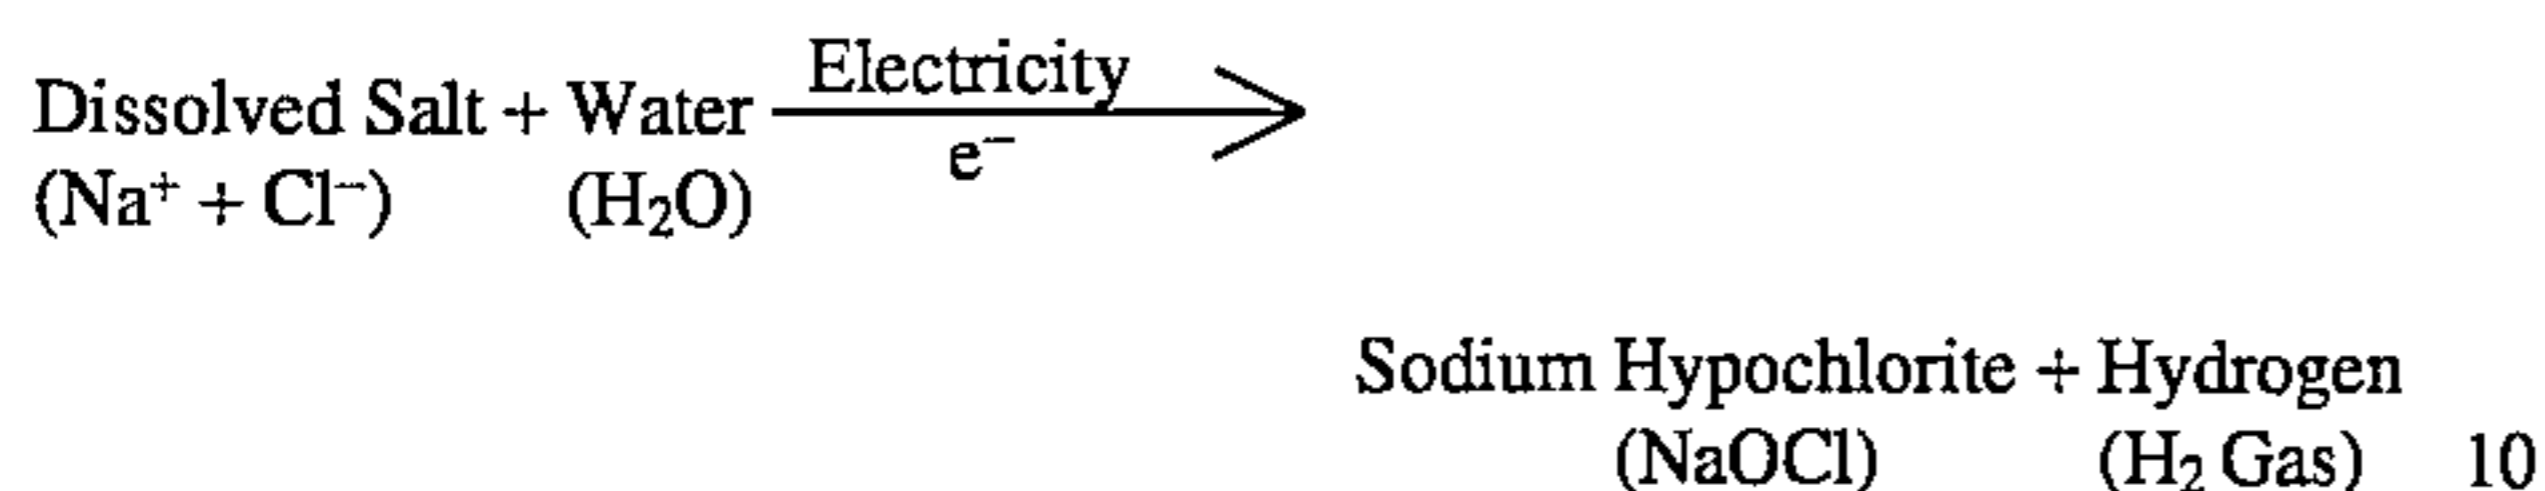 Electricity
Dissolved Salt + Water
e⁻
(Na⁺ + Cl⁻) (H₂O)
Sodium Hypochlorite + Hydrogen
(NaOCl) (H₂ Gas) 10